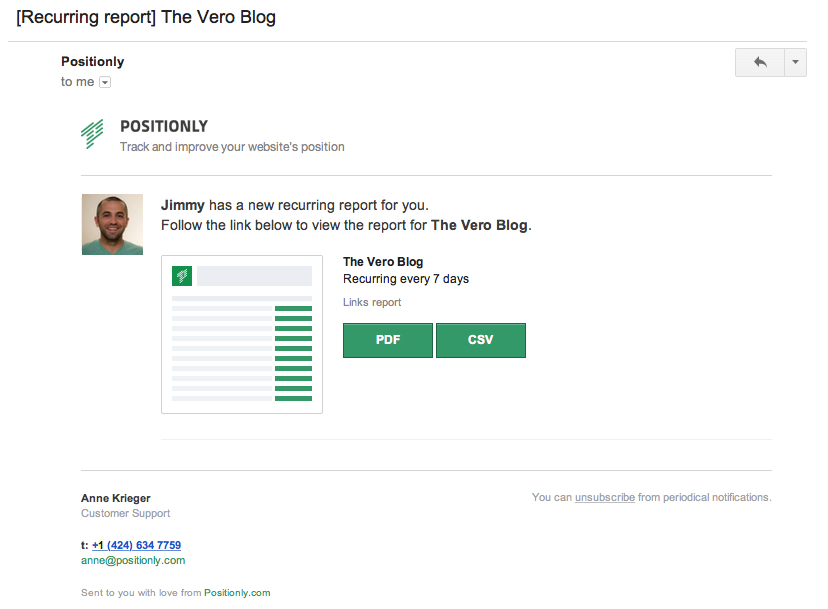 [Recurring report] The Vero Blog
Positionly
to me
POSITIONLY
Track and improve your website's position
Jimmy has a new recurring report for you.
Follow the link below to view the report for The Vero Blog.
The Vero Blog
Recurring every 7 days
Links report
PDF CSV
Anne Krieger
Customer Support
You can unsubscribe from periodical notifications.
t: +1 (424) 634 7759
anne@positionly.com
Sent to you with love from Positionly.com